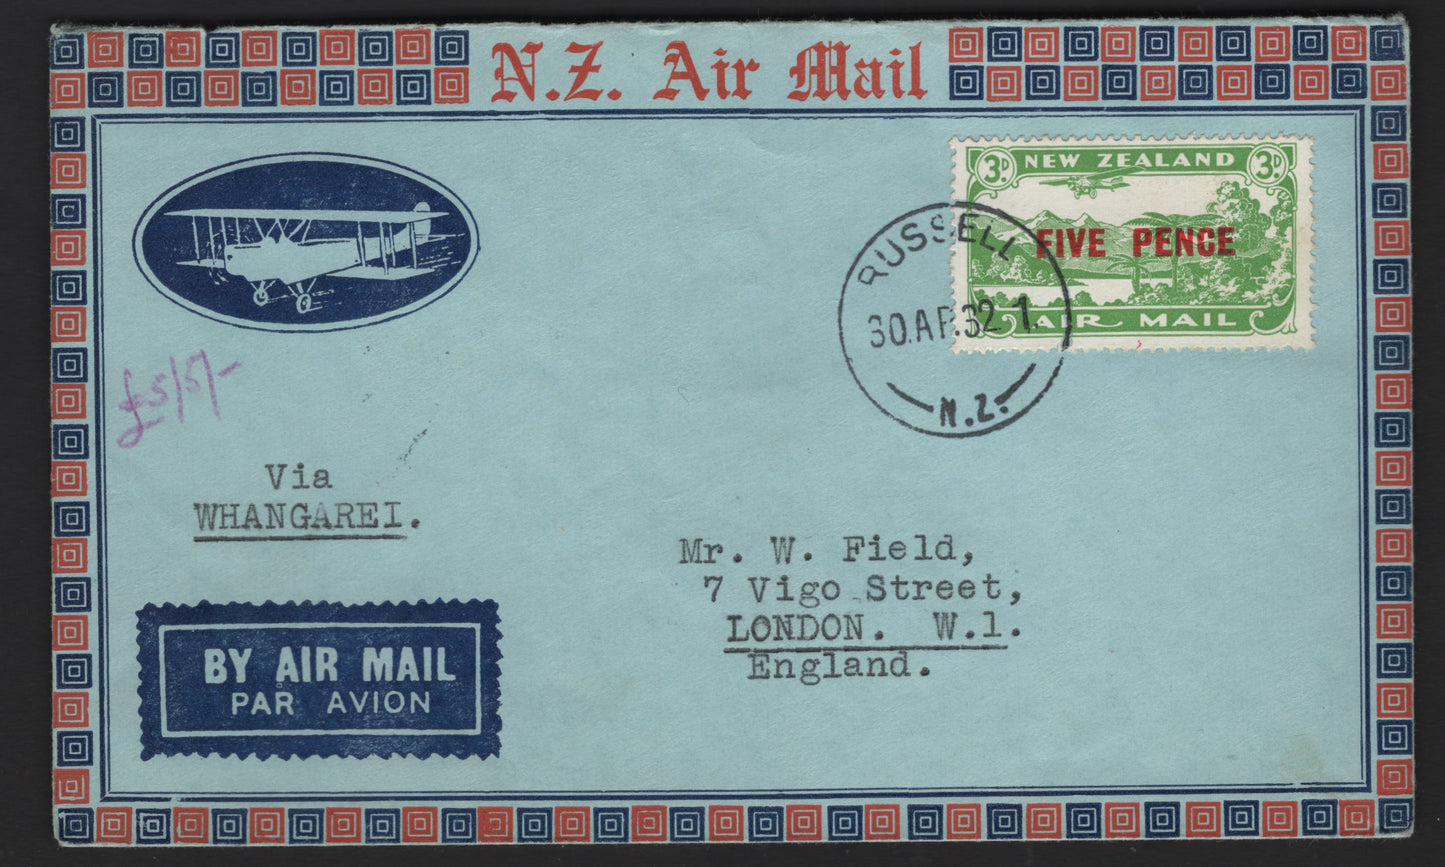 N.Z. Air Mail
3D. NEW ZEALAND 3D.
FIVE PENCE
AIR MAIL
RUSSELL
30.AP.32 1.
N.Z.
£5/5/-
Via
WHANGAREI.
Mr. W. Field,
7 Vigo Street,
LONDON. W.1.
England.
BY AIR MAIL
PAR AVION